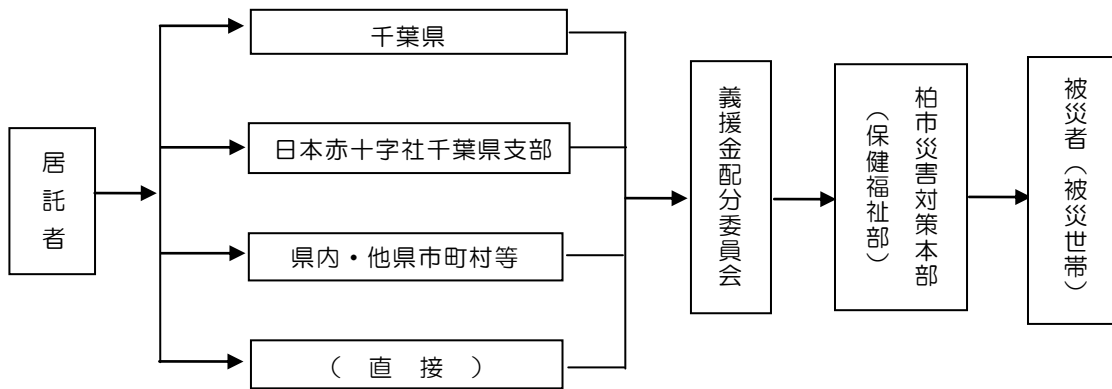 居託者
千葉県
日本赤十字社千葉県支部
県内・他県市町村等
（　直　接　）
義援金配分委員会
柏市災害対策本部
（保健福祉部）
被災者（被災世帯）